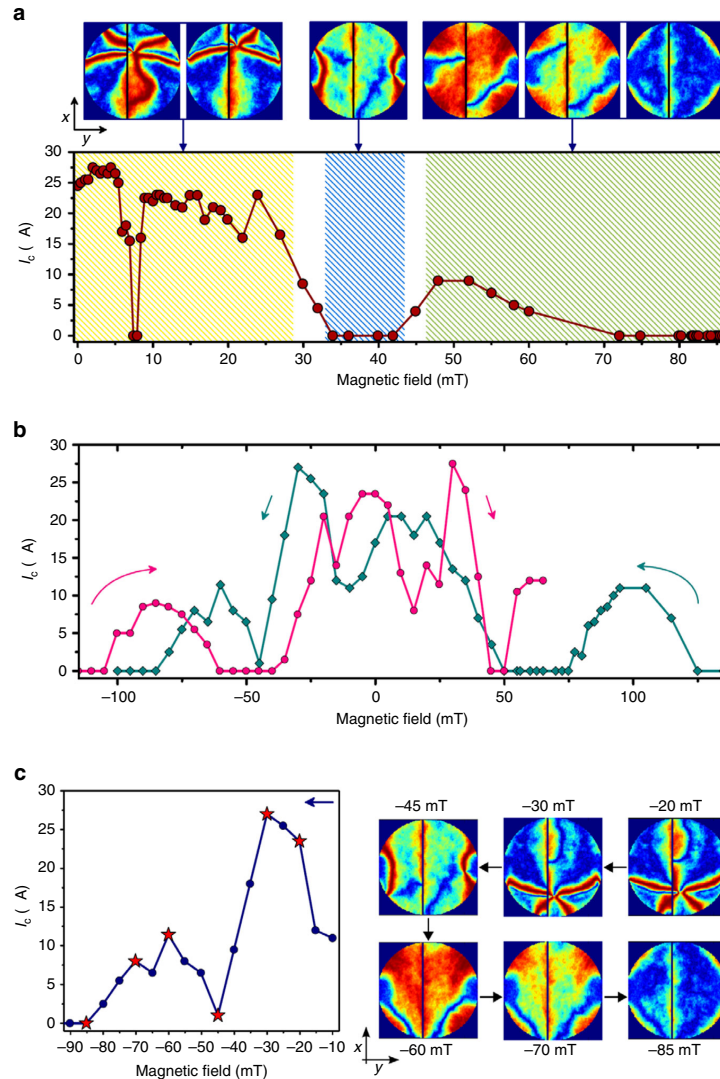 a
x
y
30
25
20
15
10
5
0
I c ( A)
0 10 20 30 40 50 60 70 80
Magnetic field (mT)
b
30
25
20
15
10
5
0
I c ( A)
–100 –50 0 50 100
Magnetic field (mT)
c
30
25
20
15
10
5
0
I c ( A)
–90 –80 –70 –60 –50 –40 –30 –20 –10
Magnetic field (mT)
–45 mT –30 mT –20 mT
x
y
–60 mT –70 mT –85 mT